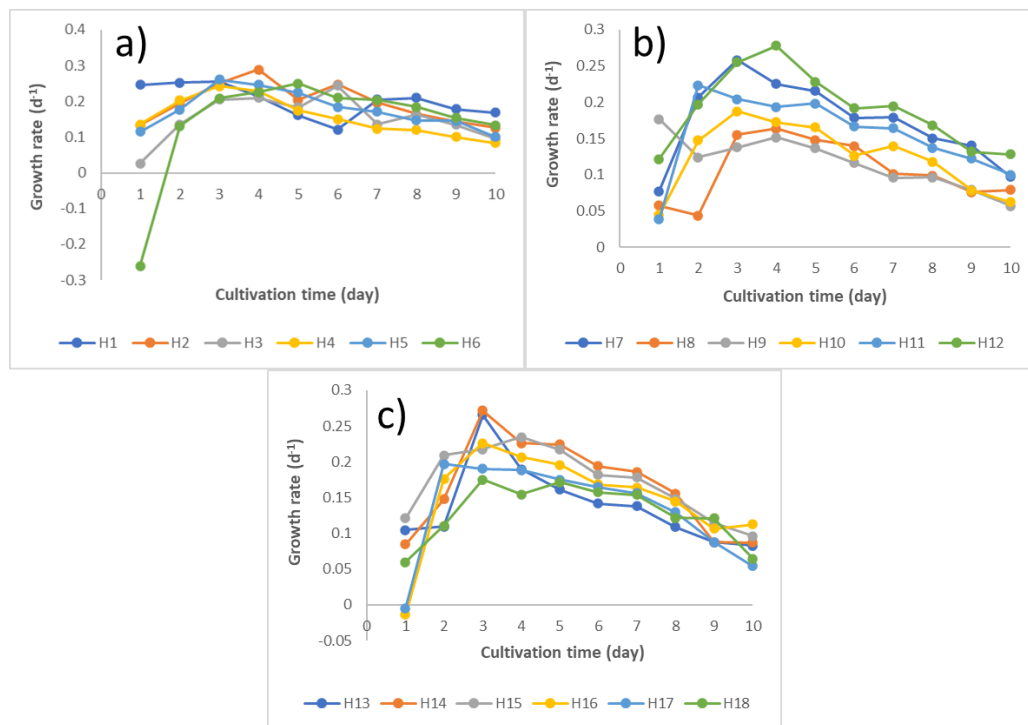 a)
Growth rate (d-1)
0.4
0.3
0.2
0.1
0
-0.1
-0.2
-0.3
0 1 2 3 4 5 6 7 8 9 10
Cultivation time (day)
H1 H2 H3 H4 H5 H6
b)
Growth rate (d-1)
0.3
0.25
0.2
0.15
0.1
0.05
0
0 1 2 3 4 5 6 7 8 9 10
Cultivation time (day)
H7 H8 H9 H10 H11 H12
c)
Growth rate (d-1)
0.3
0.25
0.2
0.15
0.1
0.05
0
-0.05
0 1 2 3 4 5 6 7 8 9 10
Cultivation time (day)
H13 H14 H15 H16 H17 H18